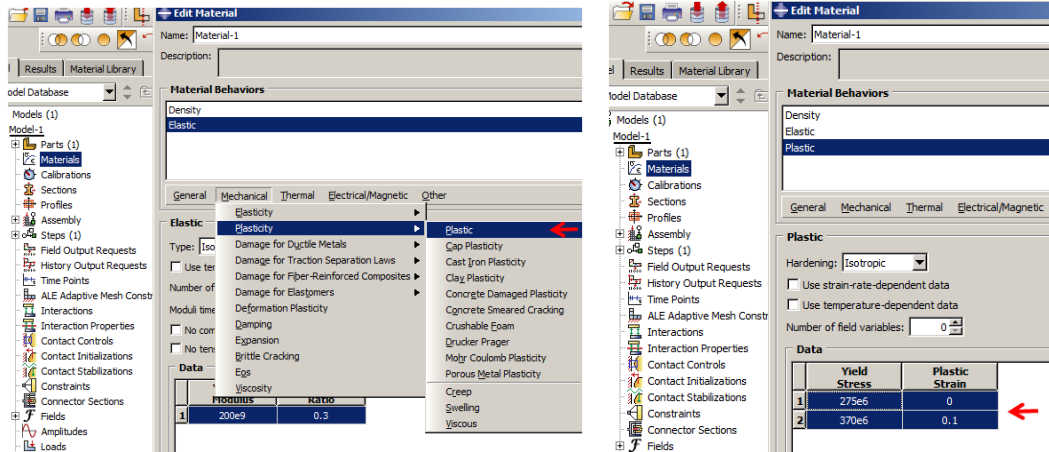 Edit Material
Name: Material-1
Description:
Results
Material Library
odel Database
Models (1)
Model-1
Parts (1)
Materials
Calibrations
Sections
Profiles
Assembly
Steps (1)
Field Output Requests
History Output Requests
Time Points
ALE Adaptive Mesh Constr
Interactions
Interaction Properties
Contact Controls
Contact Initializations
Contact Stabilizations
Constraints
Connector Sections
Fields
Amplitudes
Loads
Material Behaviors
Density
Elastic
General Mechanical Thermal Electrical/Magnetic Other
Elastic
Type: Iso
Use ter
Number of
Moduli time
No com
No ten
Data
Modulus Ratio
1 200e9 0.3
Elasticity
Plasticity
Damage for Ductile Metals
Damage for Traction Separation Laws
Damage for Fiber-Reinforced Composites
Damage for Elastomers
Deformation Plasticity
Damping
Expansion
Brittle Cracking
Eos
Viscosity
Plastic
Cap Plasticity
Cast Iron Plasticity
Clay Plasticity
Concrete Damaged Plasticity
Concrete Smeared Cracking
Crushable Foam
Drucker Prager
Mohr Coulomb Plasticity
Porous Metal Plasticity
Creep
Swelling
Viscous
Edit Material
Name: Material-1
Description:
Results
Material Library
Model Database
Models (1)
Model-1
Parts (1)
Materials
Calibrations
Sections
Profiles
Assembly
Steps (1)
Field Output Requests
History Output Requests
Time Points
ALE Adaptive Mesh Constr
Interactions
Interaction Properties
Contact Controls
Contact Initializations
Contact Stabilizations
Constraints
Connector Sections
Fields
Material Behaviors
Density
Elastic
Plastic
General Mechanical Thermal Electrical/Magnetic
Plastic
Hardening: Isotropic
Use strain-rate-dependent data
Use temperature-dependent data
Number of field variables: 0
Data
Yield Plastic
Stress Strain
1 275e6 0
2 370e6 0.1